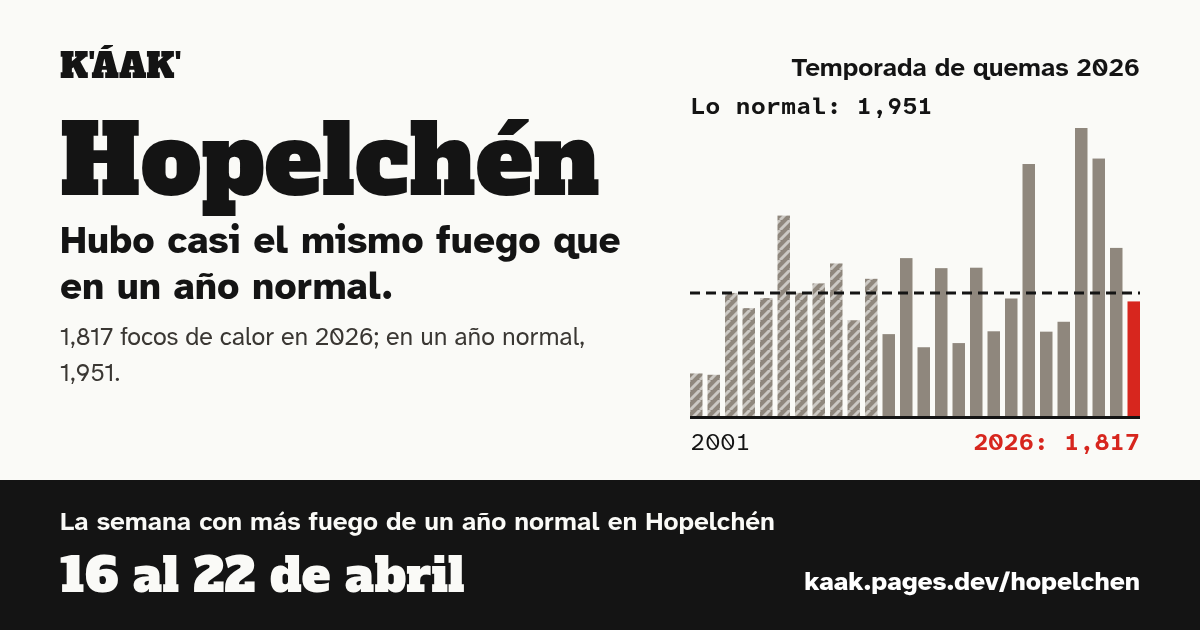 K'ÁAK'
Hopelchén
Hubo casi el mismo fuego que
en un año normal.
1,817 focos de calor en 2026; en un año normal,
1,951.
Temporada de quemas 2026
Lo normal: 1,951
2001
2026: 1,817
La semana con más fuego de un año normal en Hopelchén
16 al 22 de abril
kaak.pages.dev/hopelchen